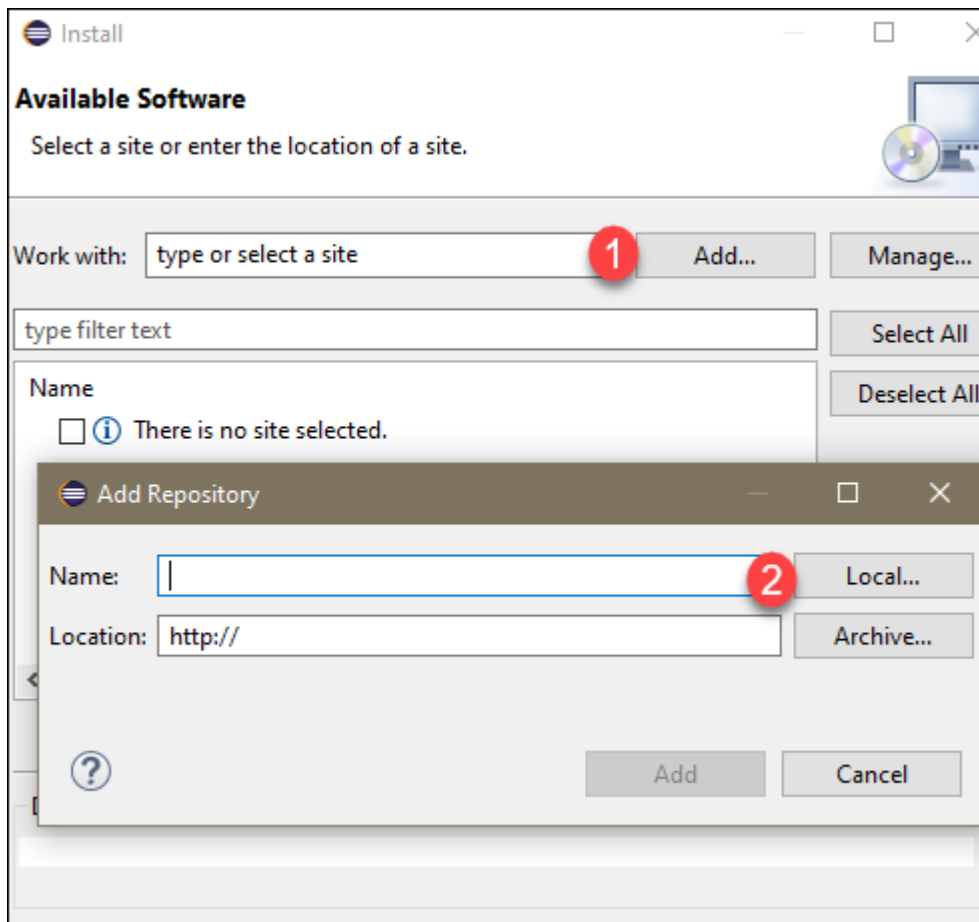 Install
Available Software
Select a site or enter the location of a site.
Work with: type or select a site 1 Add... Manage...
type filter text Select All
Name Deselect All
There is no site selected.
Add Repository
Name: 2 Local...
Location: http:// Archive...
? Add Cancel